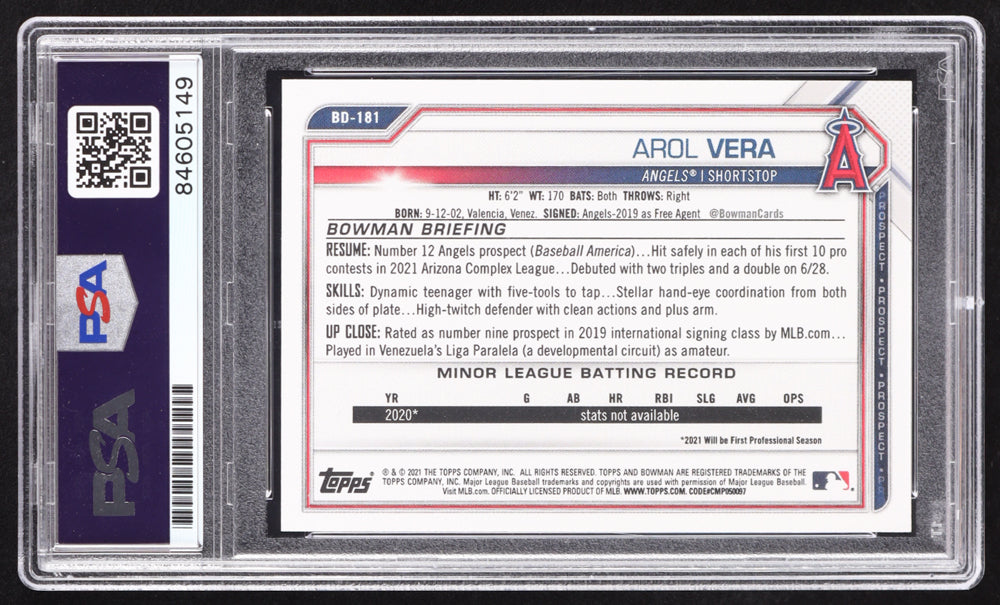 84605149
PSA
PSA
BD-181
AROL VERA
ANGELS® | SHORTSTOP
HT: 6'2" WT: 170 BATS: Both THROWS: Right
BORN: 9-12-02, Valencia, Venez. SIGNED: Angels-2019 as Free Agent @BowmanCards
BOWMAN BRIEFING
RESUME: Number 12 Angels prospect (Baseball America)...Hit safely in each of his first 10 pro
contests in 2021 Arizona Complex League...Debuted with two triples and a double on 6/28.
SKILLS: Dynamic teenager with five-tools to tap...Stellar hand-eye coordination from both
sides of plate...High-twitch defender with clean actions and plus arm.
UP CLOSE: Rated as number nine prospect in 2019 international signing class by MLB.com...
Played in Venezuela's Liga Paralela (a developmental circuit) as amateur.
MINOR LEAGUE BATTING RECORD
YR G AB HR RBI SLG AVG OPS
2020* stats not available
*2021 Will be First Professional Season
Topps
® & © 2021 THE TOPPS COMPANY, INC. ALL RIGHTS RESERVED. TOPPS AND BOWMAN ARE REGISTERED TRADEMARKS OF THE
TOPPS COMPANY, INC. Major League Baseball trademarks and copyrights are used with permission of Major League Baseball.
Visit MLB.com. OFFICIALLY LICENSED PRODUCT OF MLB. WWW.TOPPS.COM. CODE#CMP050097
A
PROSPECT • PROSPECT • PROSPECT • PR